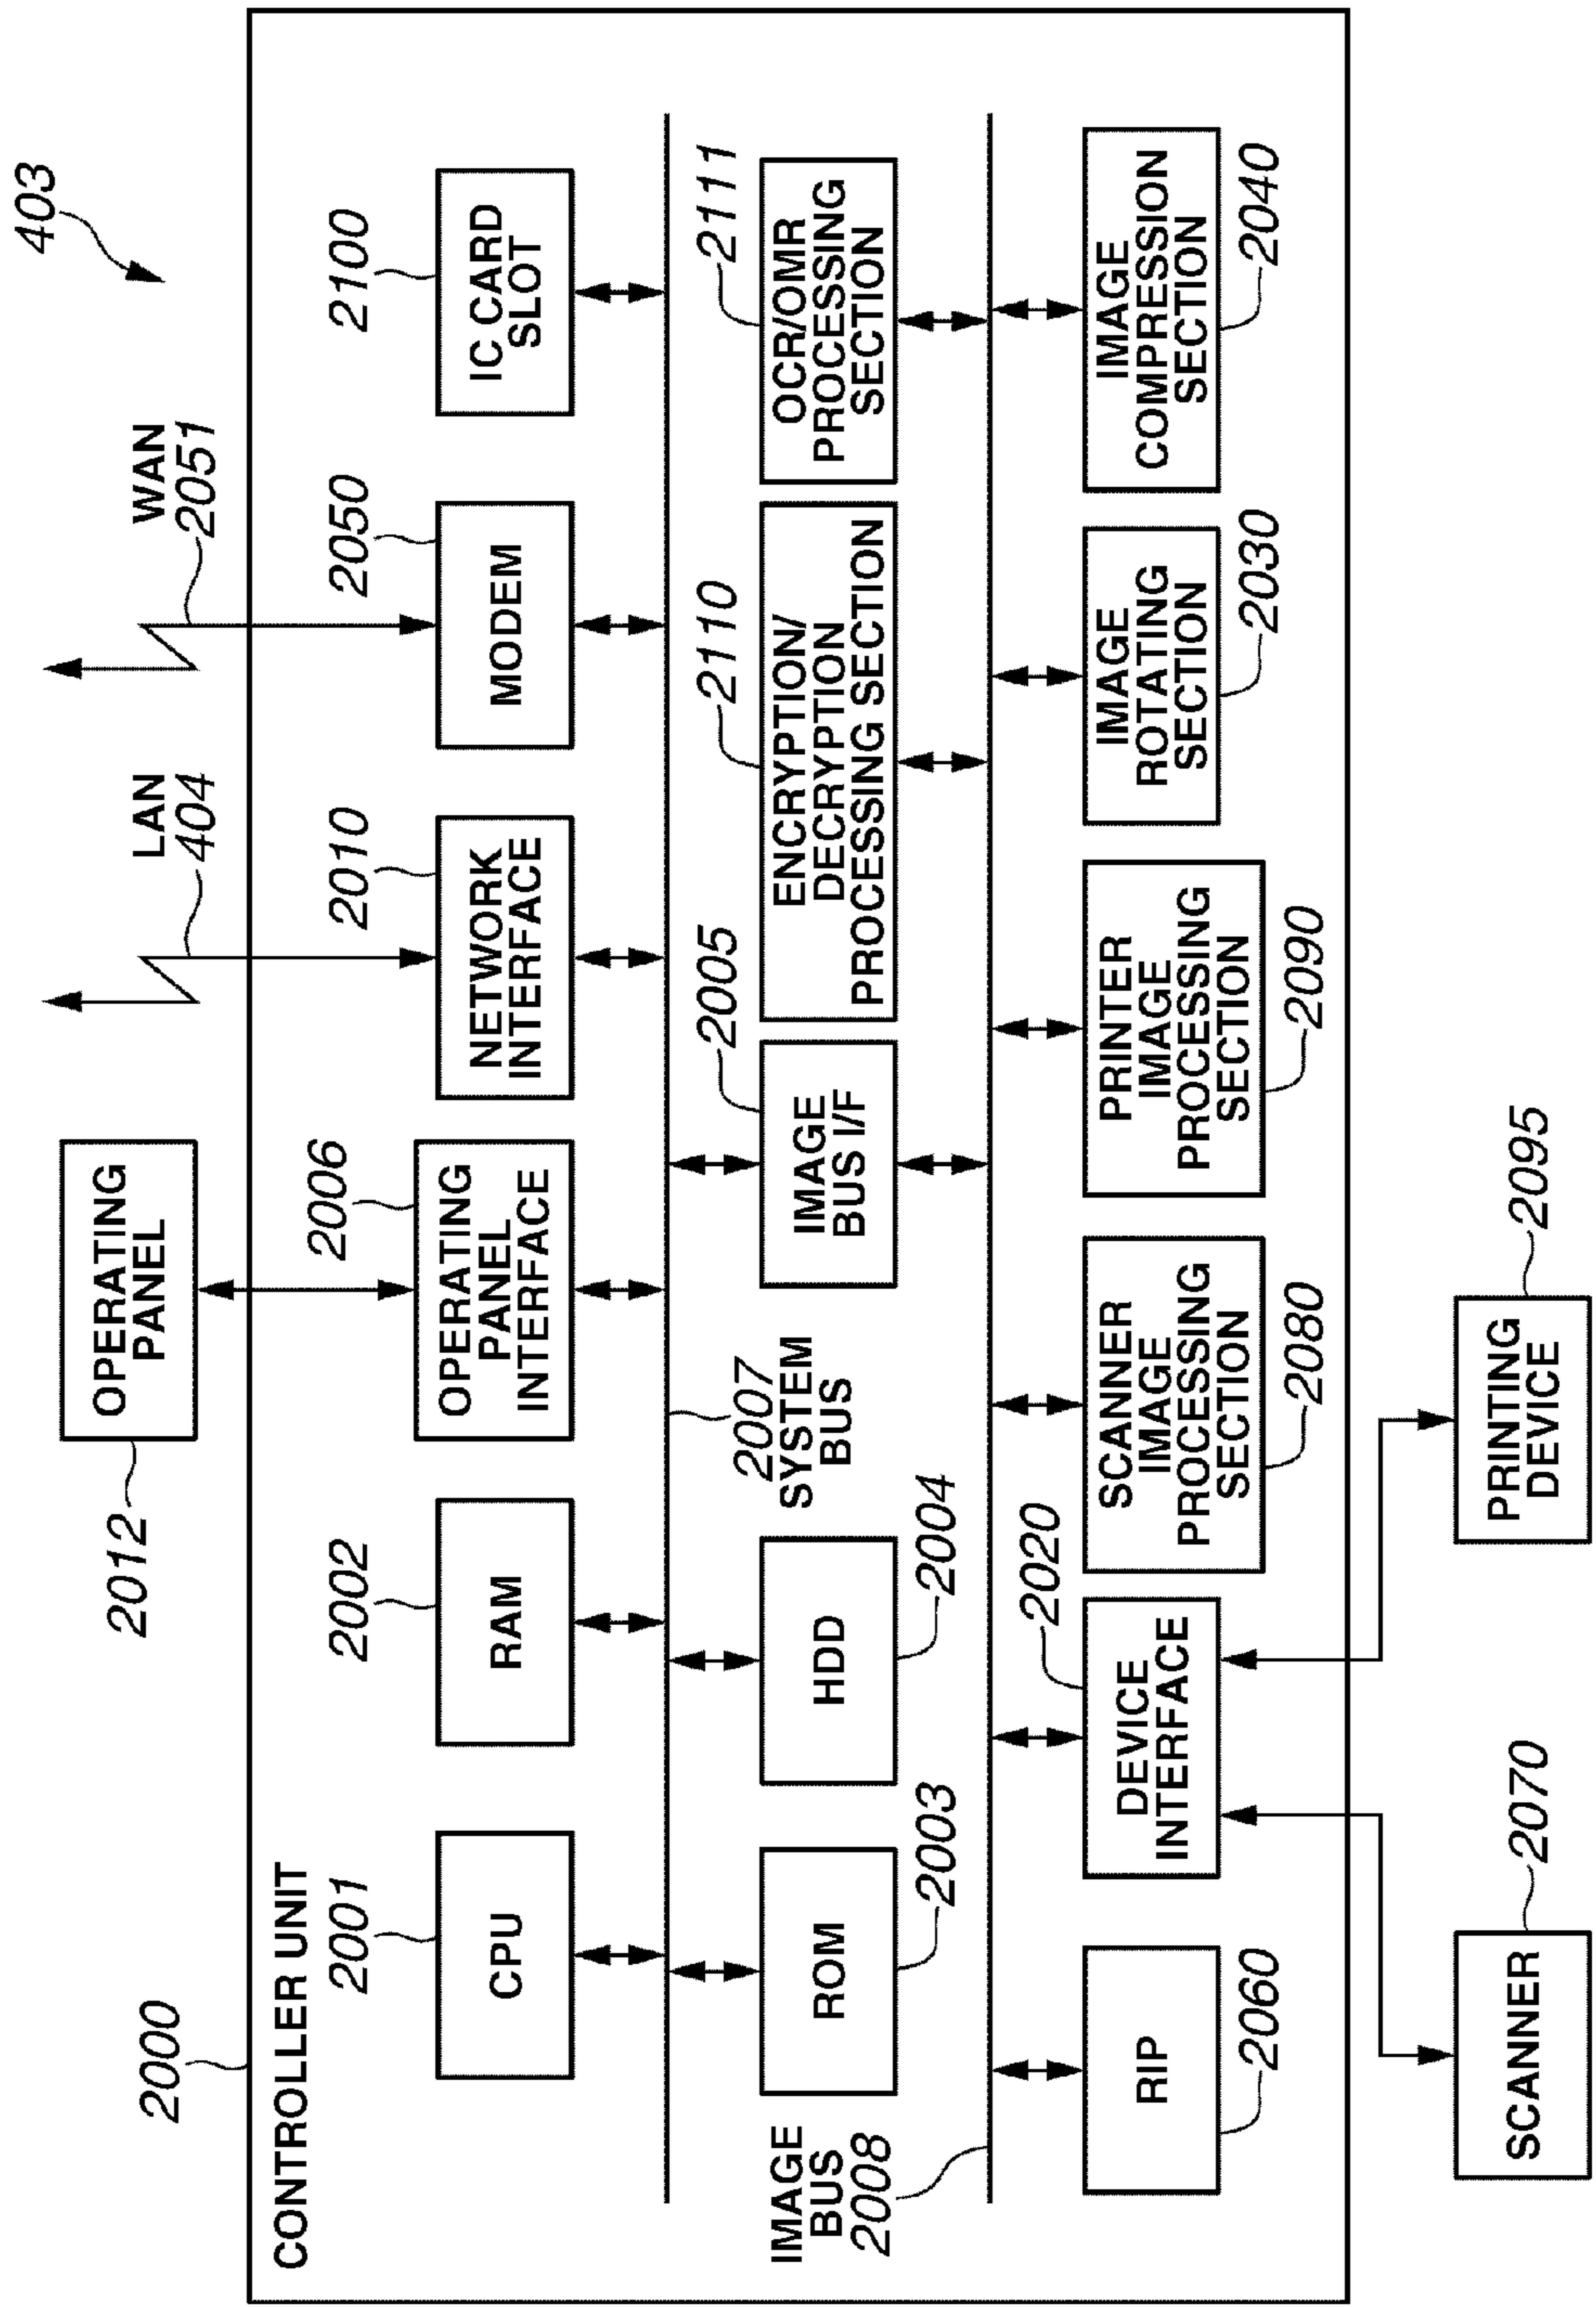 403
LAN
404
WAN
2051
OPERATING
PANEL
2012
2000
CONTROLLER UNIT
2001
CPU
2002
RAM
2006
OPERATING
PANEL
INTERFACE
2010
NETWORK
INTERFACE
2050
MODEM
2100
IC CARD
SLOT
2007
SYSTEM
BUS
ROM
2003
HDD
2004
2005
IMAGE
BUS I/F
2110
ENCRYPTION/
DECRYPTION
PROCESSING SECTION
2111
OCR/OMR
PROCESSING
SECTION
IMAGE
BUS
2008
RIP
2060
2020
DEVICE
INTERFACE
SCANNER
IMAGE
PROCESSING
SECTION
2080
PRINTER
IMAGE
PROCESSING
SECTION
2090
IMAGE
ROTATING
SECTION
2030
IMAGE
COMPRESSION
SECTION
2040
SCANNER
2070
PRINTING
DEVICE
2095